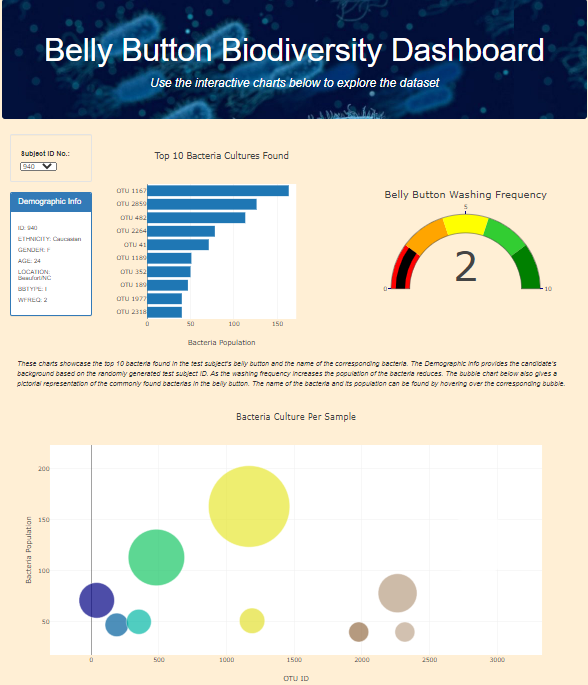 Belly Button Biodiversity Dashboard
Use the interactive charts below to explore the dataset
Subject ID No.:
940
Demographic Info
ID: 940
ETHNICITY: Caucasian
GENDER: F
AGE: 24
LOCATION:
Beaufort/NC
BBTYPE: I
WFREQ: 2
Top 10 Bacteria Cultures Found
OTU 1167
OTU 2859
OTU 482
OTU 2264
OTU 41
OTU 1189
OTU 352
OTU 189
OTU 1977
OTU 2318
0 50 100 150
Bacteria Population
Belly Button Washing Frequency
5
0
10
2
These charts showcase the top 10 bacteria found in the test subject's belly button and the name of the corresponding bacteria. The Demographic Info provides the candidate's
background based on the randomly generated test subject ID. As the washing frequency increases the population of the bacteria reduces. The bubble chart below also gives a
pictorial representation of the commonly found bacterias in the belly button. The name of the bacteria and its population can be found by hovering over the corresponding bubble.
Bacteria Culture Per Sample
200
150
100
50
Bacteria Population
0 500 1000 1500 2000 2500 3000
OTU ID